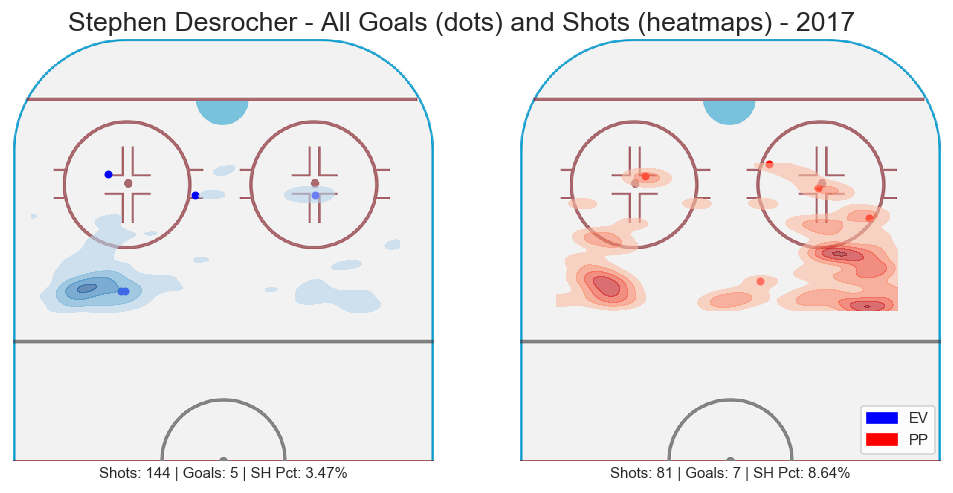 Stephen Desrocher - All Goals (dots) and Shots (heatmaps) - 2017
EV
PP
Shots: 144 | Goals: 5 | SH Pct: 3.47%
Shots: 81 | Goals: 7 | SH Pct: 8.64%